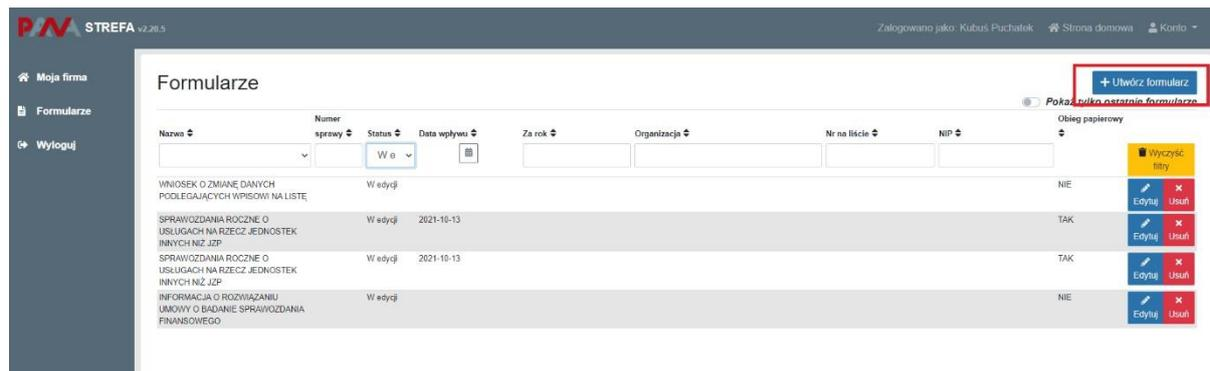 PANA STREFA v2.20.5
Zalogowano jako: Kubuś Puchatek Strona domowa Konto
Moja firma
Formularze
Wyloguj
Formularze
+ Utwórz formularz
Pokaż tylko ostatnie formularze
Nazwa Numer sprawy Status Data wpływu Za rok Organizacja Nr na liście NIP Obieg papierowy
W e
Wyczyść filtry
WNIOSEK O ZMIANĘ DANYCH W edycji NIE
PODLEGAJĄCYCH WPISOWI NA LISTĘ
Edytuj Usuń
SPRAWOZDANIA ROCZNE O W edycji 2021-10-13 TAK
USŁUGACH NA RZECZ JEDNOSTEK
INNYCH NIŻ JZP
Edytuj Usuń
SPRAWOZDANIA ROCZNE O W edycji 2021-10-13 TAK
USŁUGACH NA RZECZ JEDNOSTEK
INNYCH NIŻ JZP
Edytuj Usuń
INFORMACJA O ROZWIĄZANIU W edycji NIE
UMOWY O BADANIE SPRAWOZDANIA
FINANSOWEGO
Edytuj Usuń